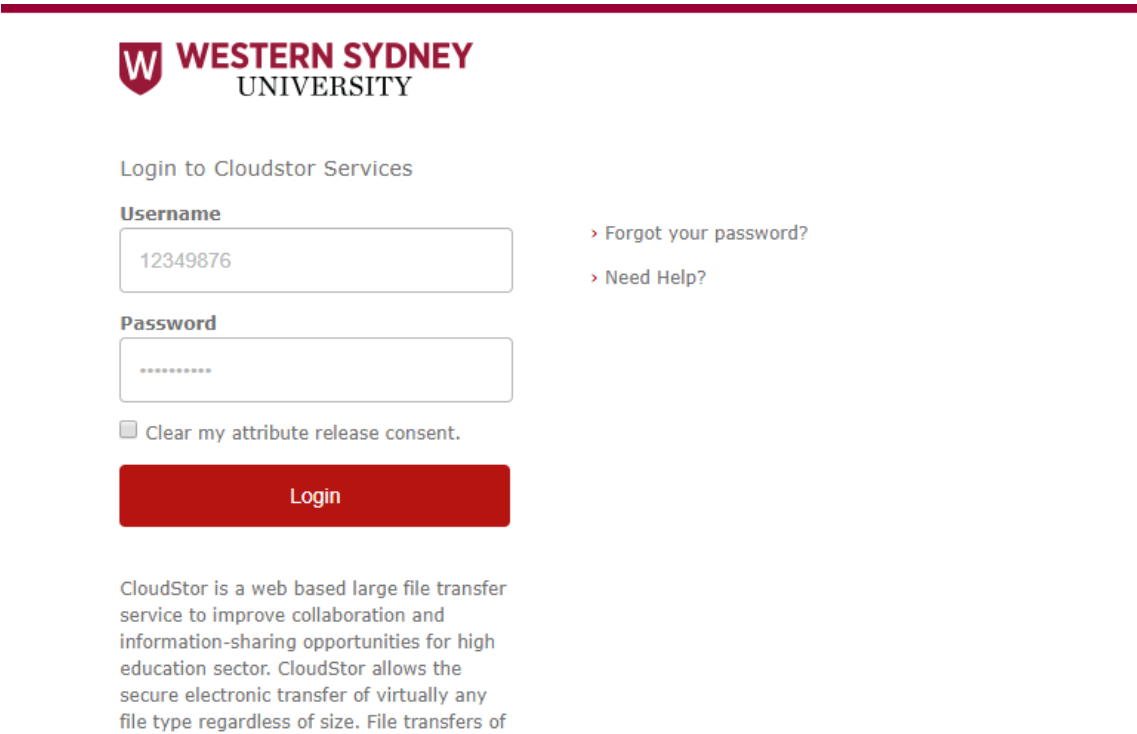 W WESTERN SYDNEY
UNIVERSITY
Login to Cloudstor Services
Username
12349876
› Forgot your password?
› Need Help?
Password
••••••••••
Clear my attribute release consent.
Login
CloudStor is a web based large file transfer
service to improve collaboration and
information-sharing opportunities for high
education sector. CloudStor allows the
secure electronic transfer of virtually any
file type regardless of size. File transfers of